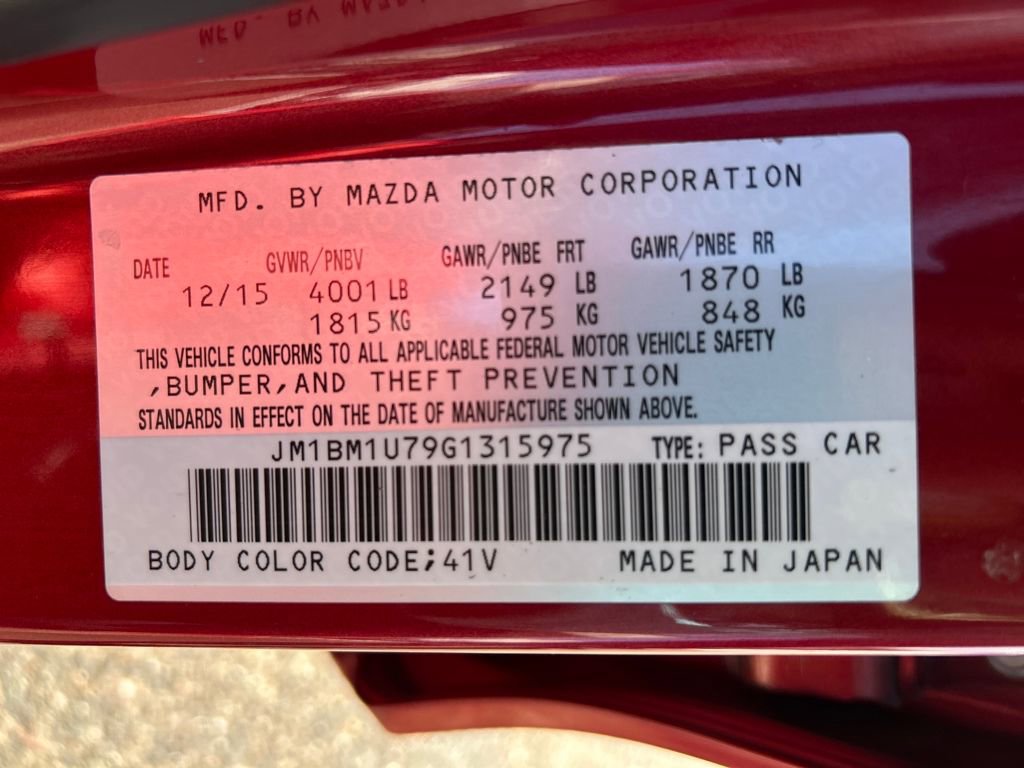 MFD. BY MAZDA MOTOR CORPORATION
DATE GVWR/PNBV GAWR/PNBE FRT GAWR/PNBE RR
12/15 4001 LB 2149 LB 1870 LB
1815 KG 975 KG 848 KG
THIS VEHICLE CONFORMS TO ALL APPLICABLE FEDERAL MOTOR VEHICLE SAFETY
,BUMPER,AND THEFT PREVENTION
STANDARDS IN EFFECT ON THE DATE OF MANUFACTURE SHOWN ABOVE.
JM1BM1U79G1315975 TYPE: PASS CAR
BODY COLOR CODE;41V MADE IN JAPAN